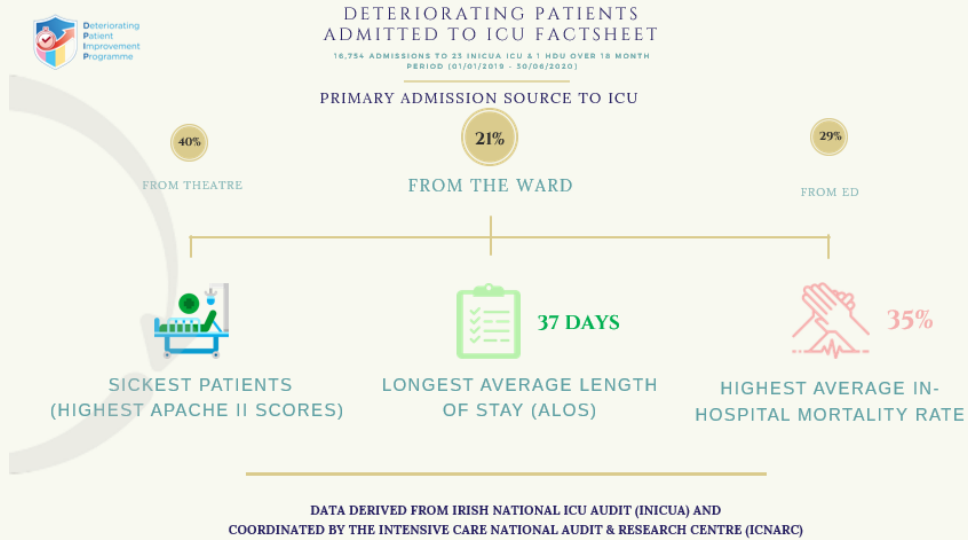 Deteriorating
Patient
Improvement
Programme
DETERIORATING PATIENTS
ADMITTED TO ICU FACTSHEET
16,754 ADMISSIONS TO 23 INICUA ICU & 1 HDU OVER 18 MONTH
PERIOD (01/01/2019 - 30/06/2020)
PRIMARY ADMISSION SOURCE TO ICU
40%
21%
29%
FROM THEATRE
FROM THE WARD
FROM ED
37 DAYS
35%
SICKEST PATIENTS
(HIGHEST APACHE II SCORES)
LONGEST AVERAGE LENGTH
OF STAY (ALOS)
HIGHEST AVERAGE IN-
HOSPITAL MORTALITY RATE
DATA DERIVED FROM IRISH NATIONAL ICU AUDIT (INICUA) AND
COORDINATED BY THE INTENSIVE CARE NATIONAL AUDIT & RESEARCH CENTRE (ICNARC)